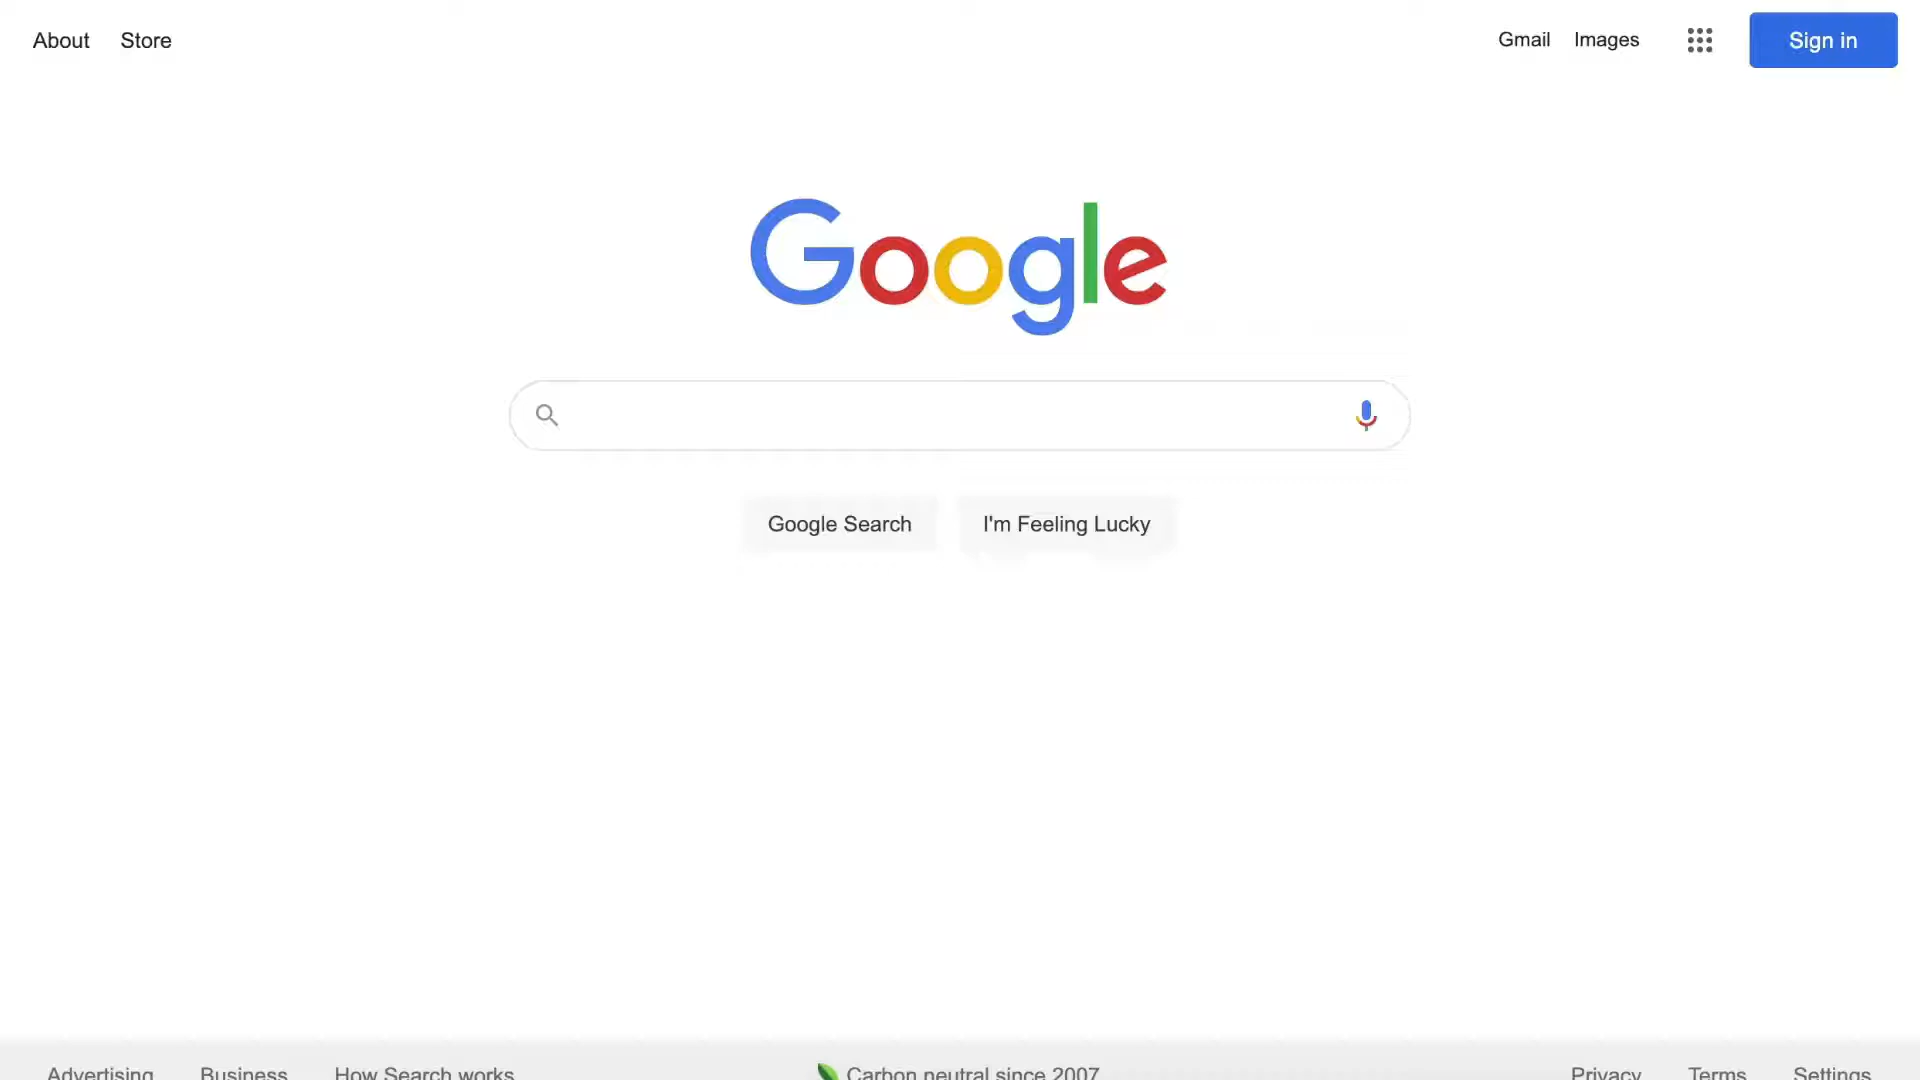 About Store Gmail Images Sign in
Google
Google Search I'm Feeling Lucky
Advertising Business How Search works Carbon neutral since 2007 Privacy Terms Settings